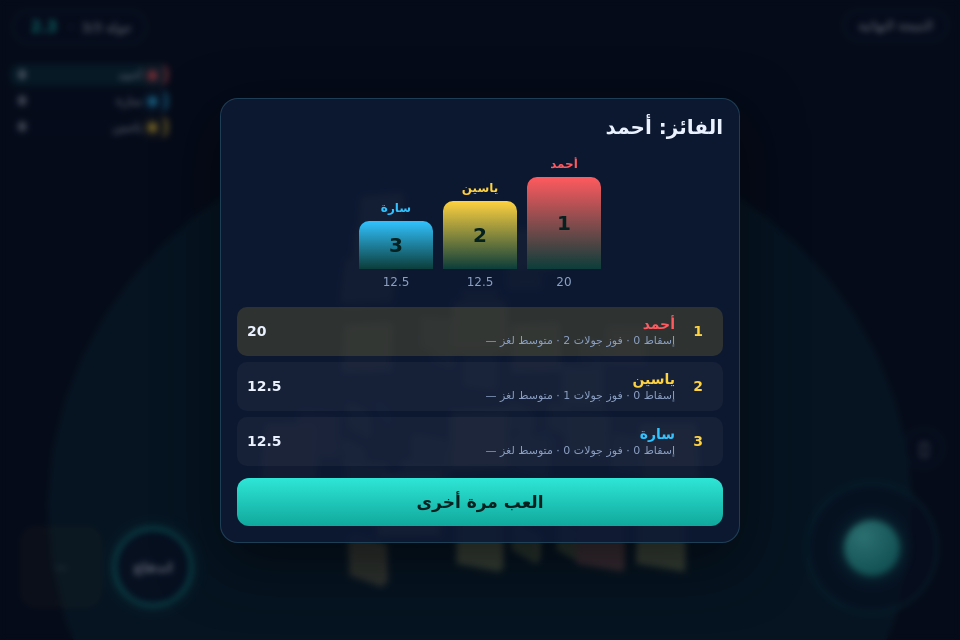 الفائز: أحمد
أحمد
ياسين
سارة
1
2
3
20
12.5
12.5
1
أحمد
إسقاط 0 · فوز جولات 2 · متوسط لغز —
20
2
ياسين
إسقاط 0 · فوز جولات 1 · متوسط لغز —
12.5
3
سارة
إسقاط 0 · فوز جولات 0 · متوسط لغز —
12.5
العب مرة أخرى